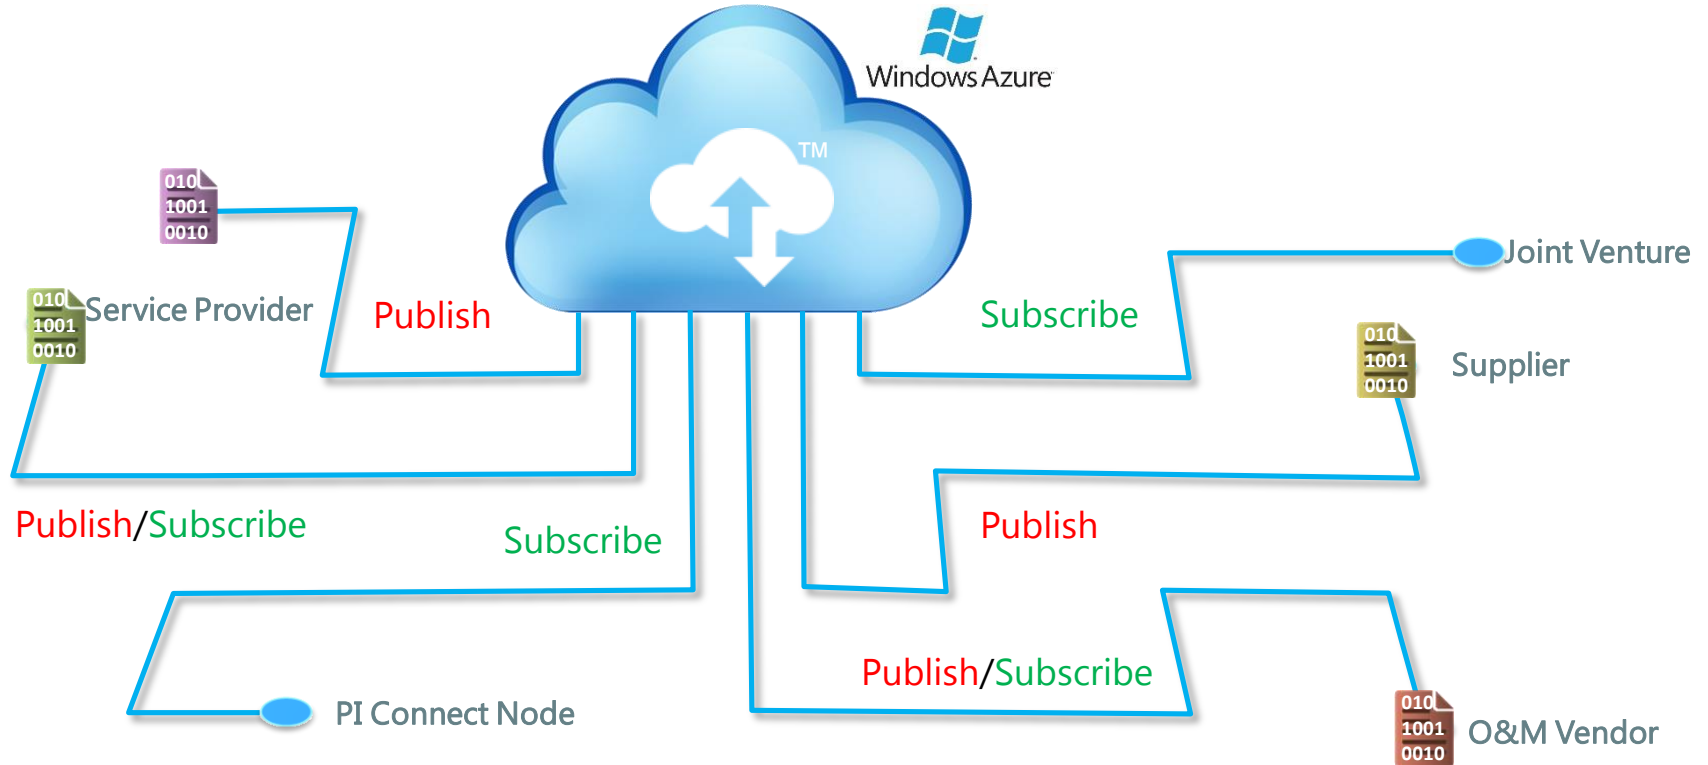 Windows Azure
TM
010
1001
0010
010
1001
0010
Service Provider
Publish
Subscribe
Joint Venture
010
1001
0010
Supplier
Publish/Subscribe
Subscribe
Publish
Publish/Subscribe
PI Connect Node
010
1001
0010
O&M Vendor